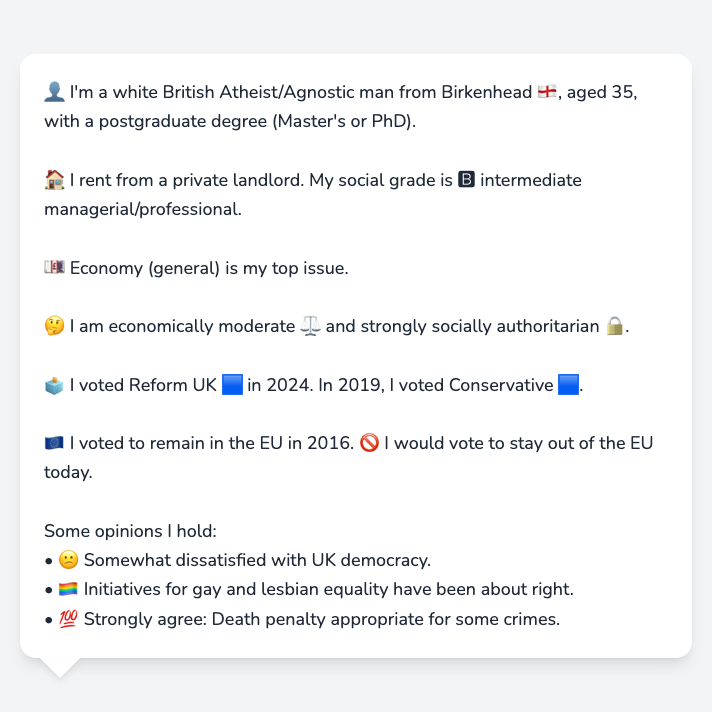 👤 I'm a white British Atheist/Agnostic man from Birkenhead 🏴󠁧󠁢󠁥󠁮󠁧󠁿, aged 35,
with a postgraduate degree (Master's or PhD).
🏠 I rent from a private landlord. My social grade is 🅱 intermediate
managerial/professional.
💷 Economy (general) is my top issue.
🤔 I am economically moderate ⚖️ and strongly socially authoritarian 🔒.
🗳️ I voted Reform UK 🟦 in 2024. In 2019, I voted Conservative 🟦.
🇪🇺 I voted to remain in the EU in 2016. 🚫 I would vote to stay out of the EU
today.
Some opinions I hold:
• 🙁 Somewhat dissatisfied with UK democracy.
• 🏳️‍🌈 Initiatives for gay and lesbian equality have been about right.
• 💯 Strongly agree: Death penalty appropriate for some crimes.